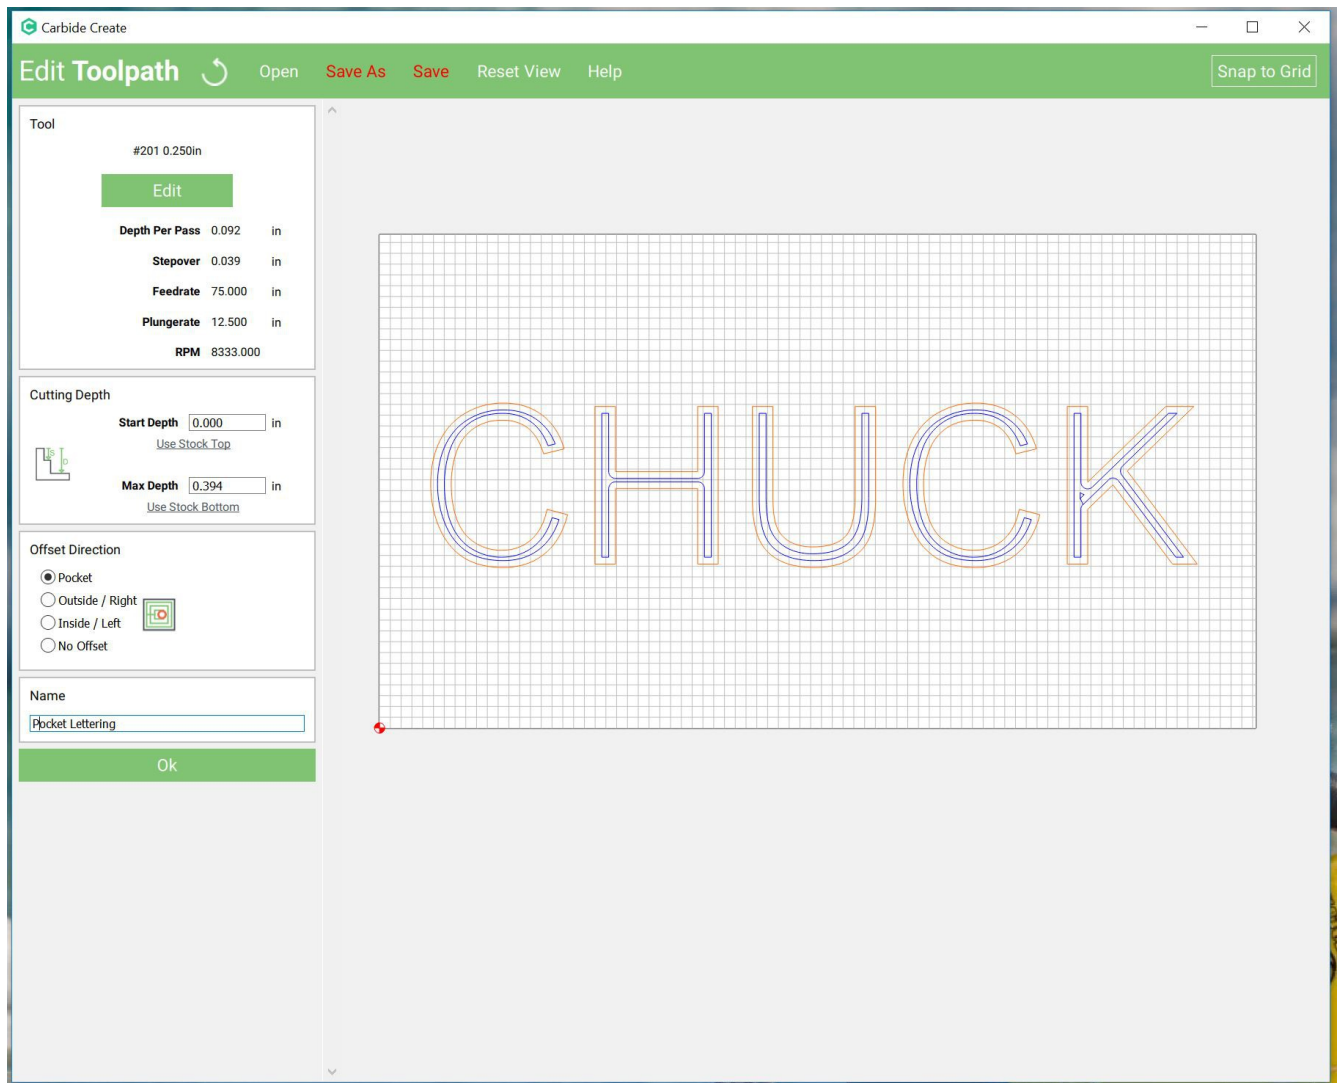 Carbide Create
Edit Toolpath Open Save As Save Reset View Help Snap to Grid
Tool
#201 0.250in
Edit
Depth Per Pass 0.092 in
Stepover 0.039 in
Feedrate 75.000 in
Plungerate 12.500 in
RPM 8333.000
Cutting Depth
Start Depth 0.000 in
Use Stock Top
S D
Max Depth 0.394 in
Use Stock Bottom
Offset Direction
Pocket
Outside / Right
Inside / Left
No Offset
Name
Pocket Lettering
Ok
CHUCK